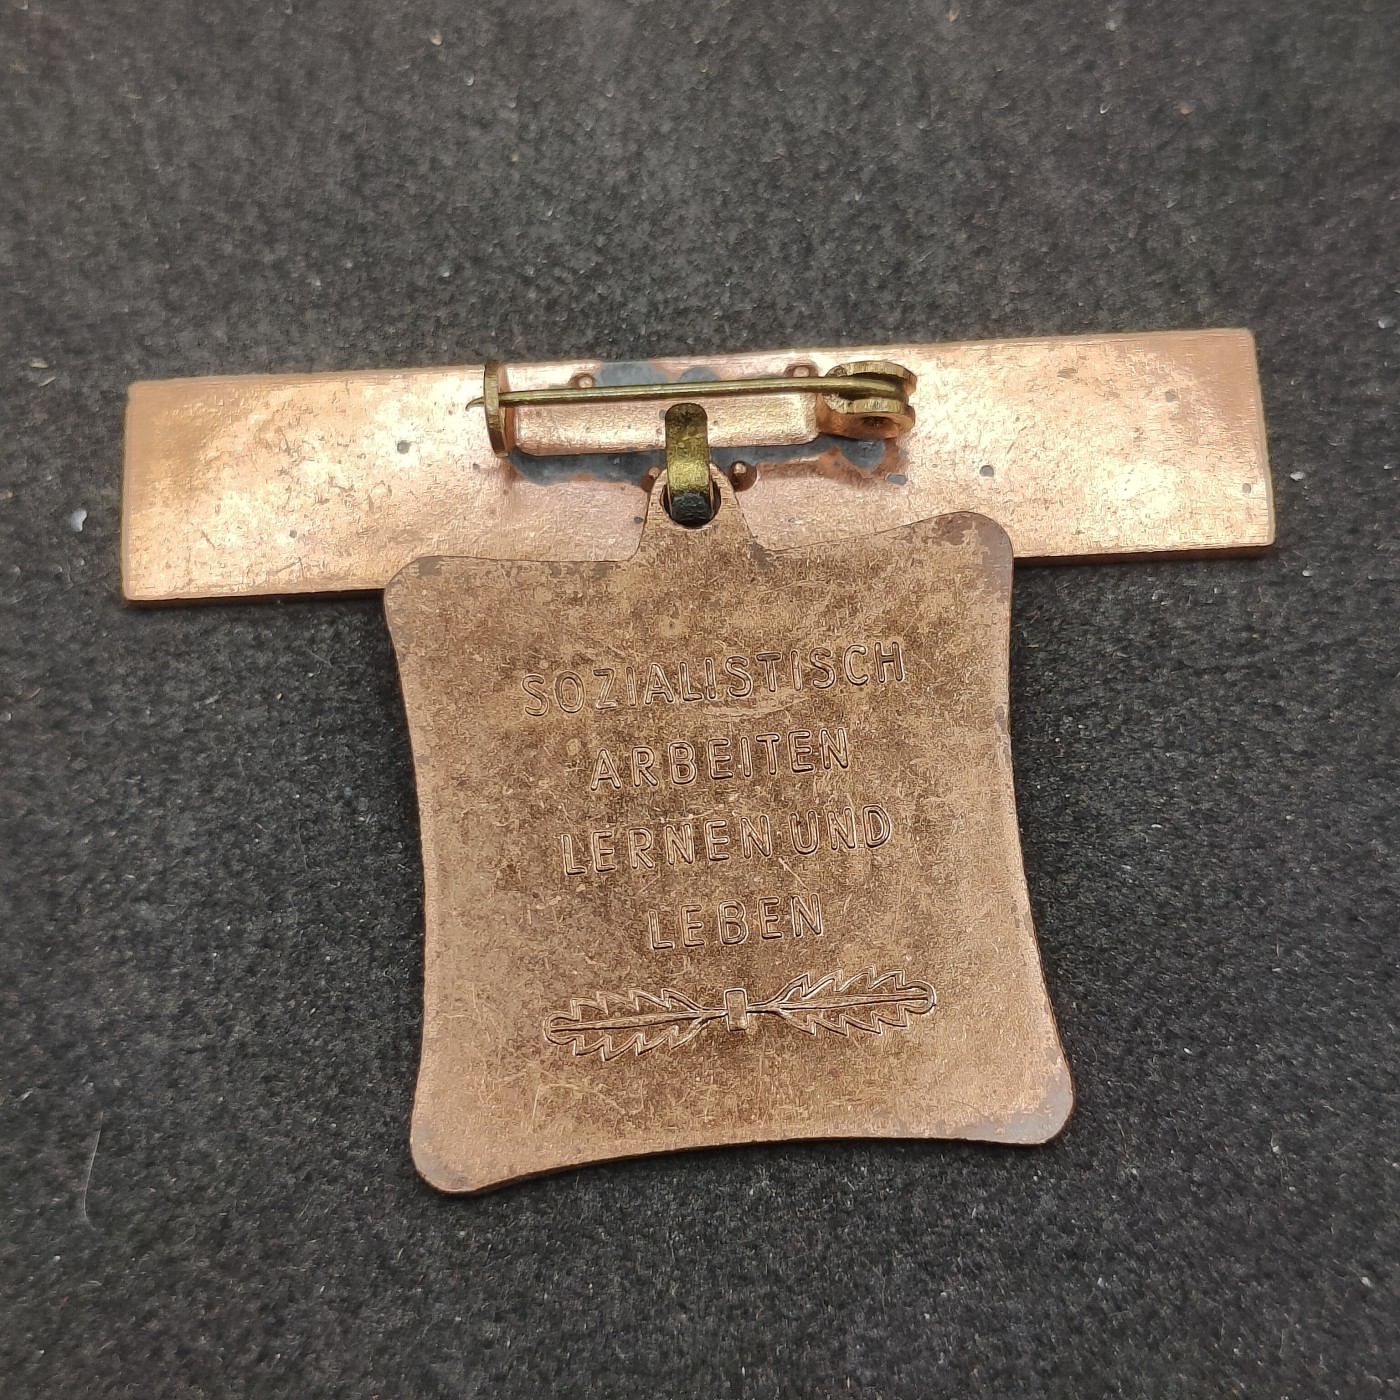 SOZIALISTISCH
ARBEITEN
LERNEN UND
LEBEN